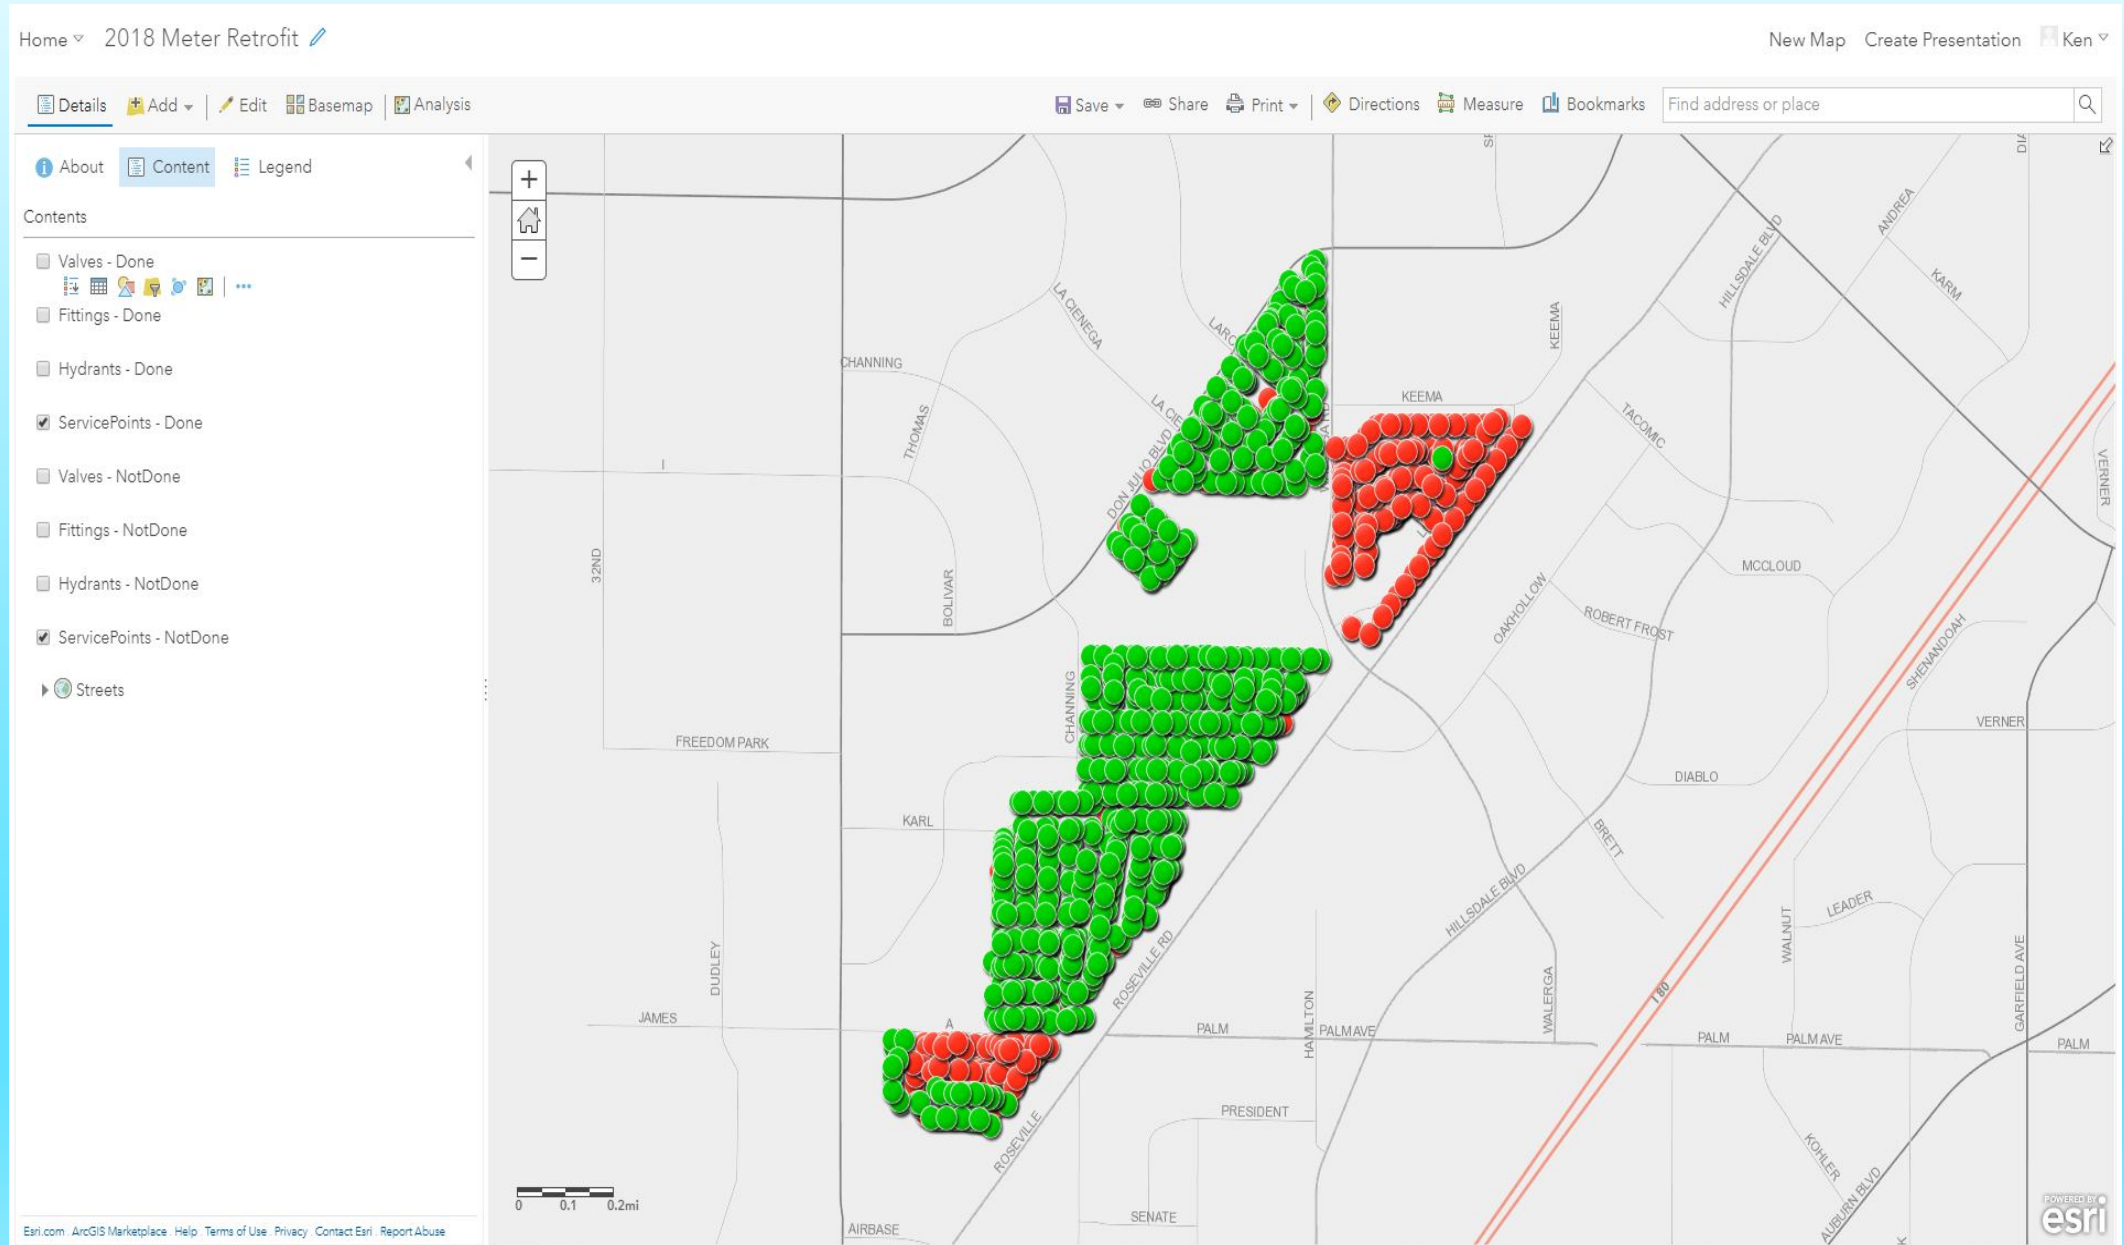 Home 2018 Meter Retrofit
New Map Create Presentation Ken
Details Add Edit Basemap Analysis
Save Share Print Directions Measure Bookmarks Find address or place
About Content Legend
Contents
Valves - Done
Fittings - Done
Hydrants - Done
ServicePoints - Done
Valves - NotDone
Fittings - NotDone
Hydrants - NotDone
ServicePoints - NotDone
Streets
Esri.com . ArcGIS Marketplace . Help . Terms of Use . Privacy . Contact Esri . Report Abuse
+
−
ANDREA
HILLSDALE BLVD
KARM
LA CIENEGA
KEEMA
CHANNING
KEEMA
THOMAS
TACOMIC
I
DON JULIO BLVD
VERNER
32ND
BOLIVAR
MCCLOUD
OAKHOLLOW
ROBERT FROST
SHENANDOAH
CHANNING
VERNER
FREEDOM PARK
DIABLO
KARL
BRETT
HILLSDALE BLVD
LEADER
WALNUT
DUDLEY
ROSEVILLE RD
GARFIELD AVE
I 80
WALERGA
JAMES
A
PALM
HAMILTON
PALM AVE
PALM
PALM AVE
PALM
PRESIDENT
ROSEVILLE
KOHLER
AUBURN BLVD
0 0.1 0.2mi
AIRBASE
SENATE
POWERED BY
esri